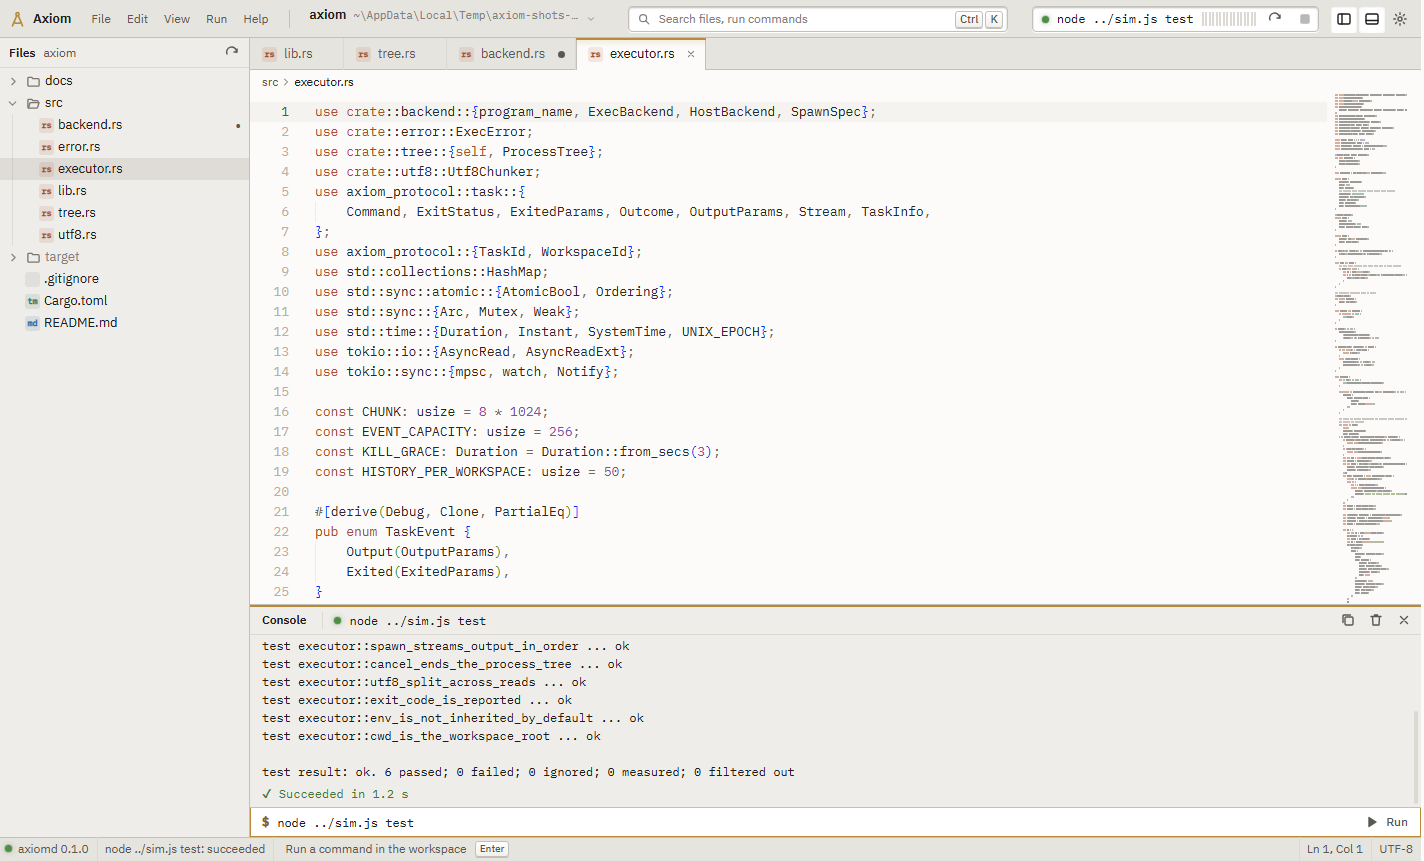 Axiom File Edit View Run Help axiom ~\AppData\Local\Temp\axiom-shots-… Search files, run commands Ctrl K node ../sim.js test
Files axiom
docs
src
rs backend.rs
rs error.rs
rs executor.rs
rs lib.rs
rs tree.rs
rs utf8.rs
target
.gitignore
tm Cargo.toml
md README.md
rs lib.rs rs tree.rs rs backend.rs rs executor.rs
src > executor.rs
1 use crate::backend::{program_name, ExecBackend, HostBackend, SpawnSpec};
2 use crate::error::ExecError;
3 use crate::tree::{self, ProcessTree};
4 use crate::utf8::Utf8Chunker;
5 use axiom_protocol::task::{
6 Command, ExitStatus, ExitedParams, Outcome, OutputParams, Stream, TaskInfo,
7 };
8 use axiom_protocol::{TaskId, WorkspaceId};
9 use std::collections::HashMap;
10 use std::sync::atomic::{AtomicBool, Ordering};
11 use std::sync::{Arc, Mutex, Weak};
12 use std::time::{Duration, Instant, SystemTime, UNIX_EPOCH};
13 use tokio::io::{AsyncRead, AsyncReadExt};
14 use tokio::sync::{mpsc, watch, Notify};
15
16 const CHUNK: usize = 8 * 1024;
17 const EVENT_CAPACITY: usize = 256;
18 const KILL_GRACE: Duration = Duration::from_secs(3);
19 const HISTORY_PER_WORKSPACE: usize = 50;
20
21 #[derive(Debug, Clone, PartialEq)]
22 pub enum TaskEvent {
23 Output(OutputParams),
24 Exited(ExitedParams),
25 }
Console node ../sim.js test
test executor::spawn_streams_output_in_order ... ok
test executor::cancel_ends_the_process_tree ... ok
test executor::utf8_split_across_reads ... ok
test executor::exit_code_is_reported ... ok
test executor::env_is_not_inherited_by_default ... ok
test executor::cwd_is_the_workspace_root ... ok
test result: ok. 6 passed; 0 failed; 0 ignored; 0 measured; 0 filtered out
✓ Succeeded in 1.2 s
$ node ../sim.js test Run
axiomd 0.1.0 node ../sim.js test: succeeded Run a command in the workspace Enter Ln 1, Col 1 UTF-8